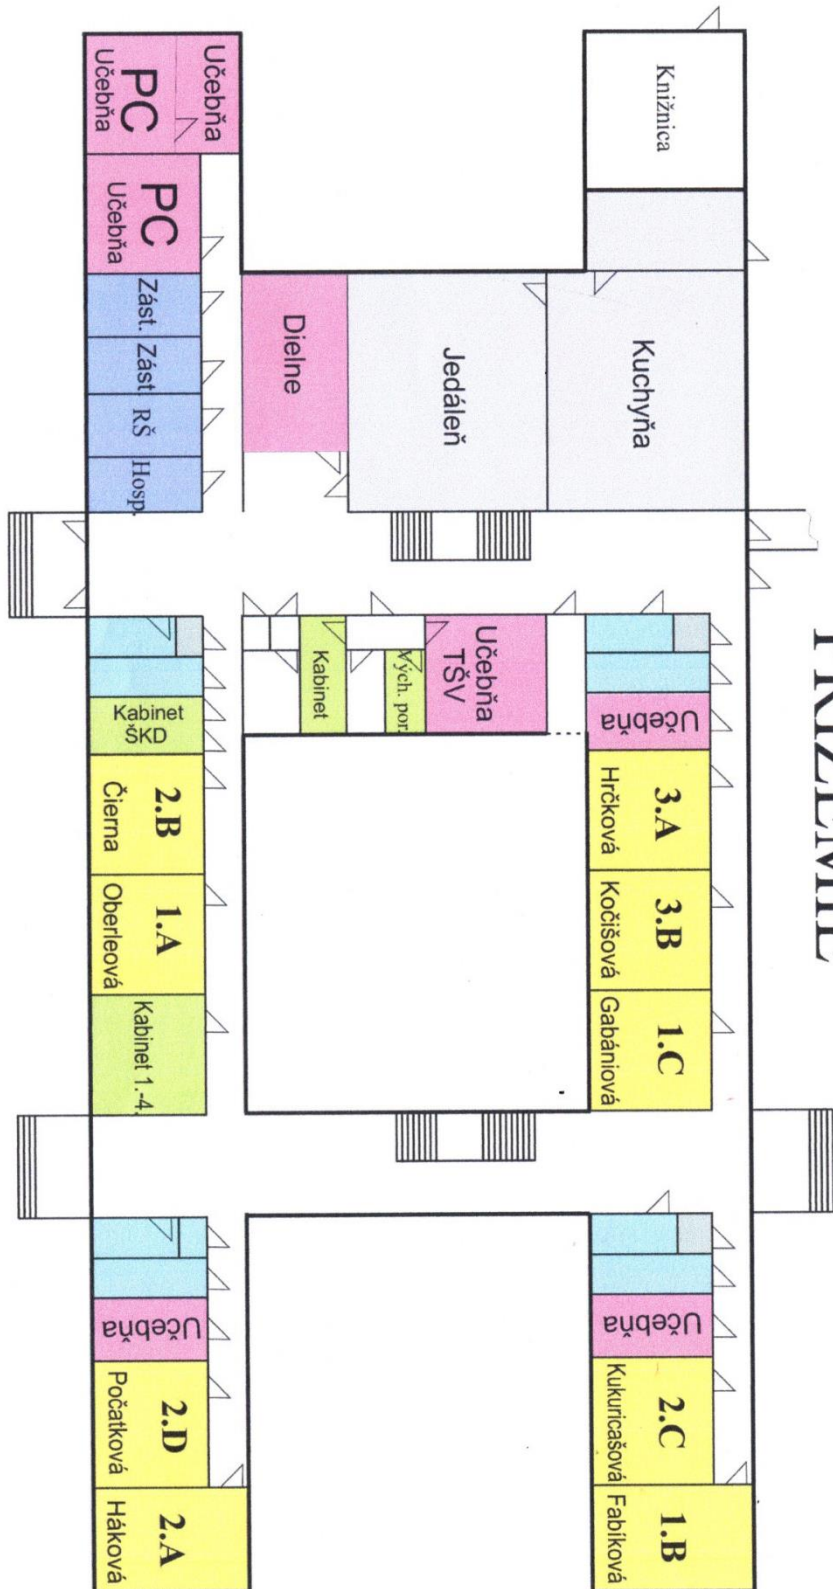 PRÍZEMIE
Učebňa
PC
Učebňa
PC
Učebňa
Zást.
Zást.
RŠ
Hosp.
Knižnica
Dielne
Jedáleň
Kuchyňa
Kabinet
Vých. por.
Učebňa
TŠV
Kabinet
ŠKD
2.B
Čierna
1.A
Oberleová
Kabinet 1.-4.
Učebňa
3.A
Hrčková
3.B
Kočišová
1.C
Gabániová
Učebňa
2.D
Počatková
2.A
Háková
Učebňa
2.C
Kukuricašová
1.B
Fabiková